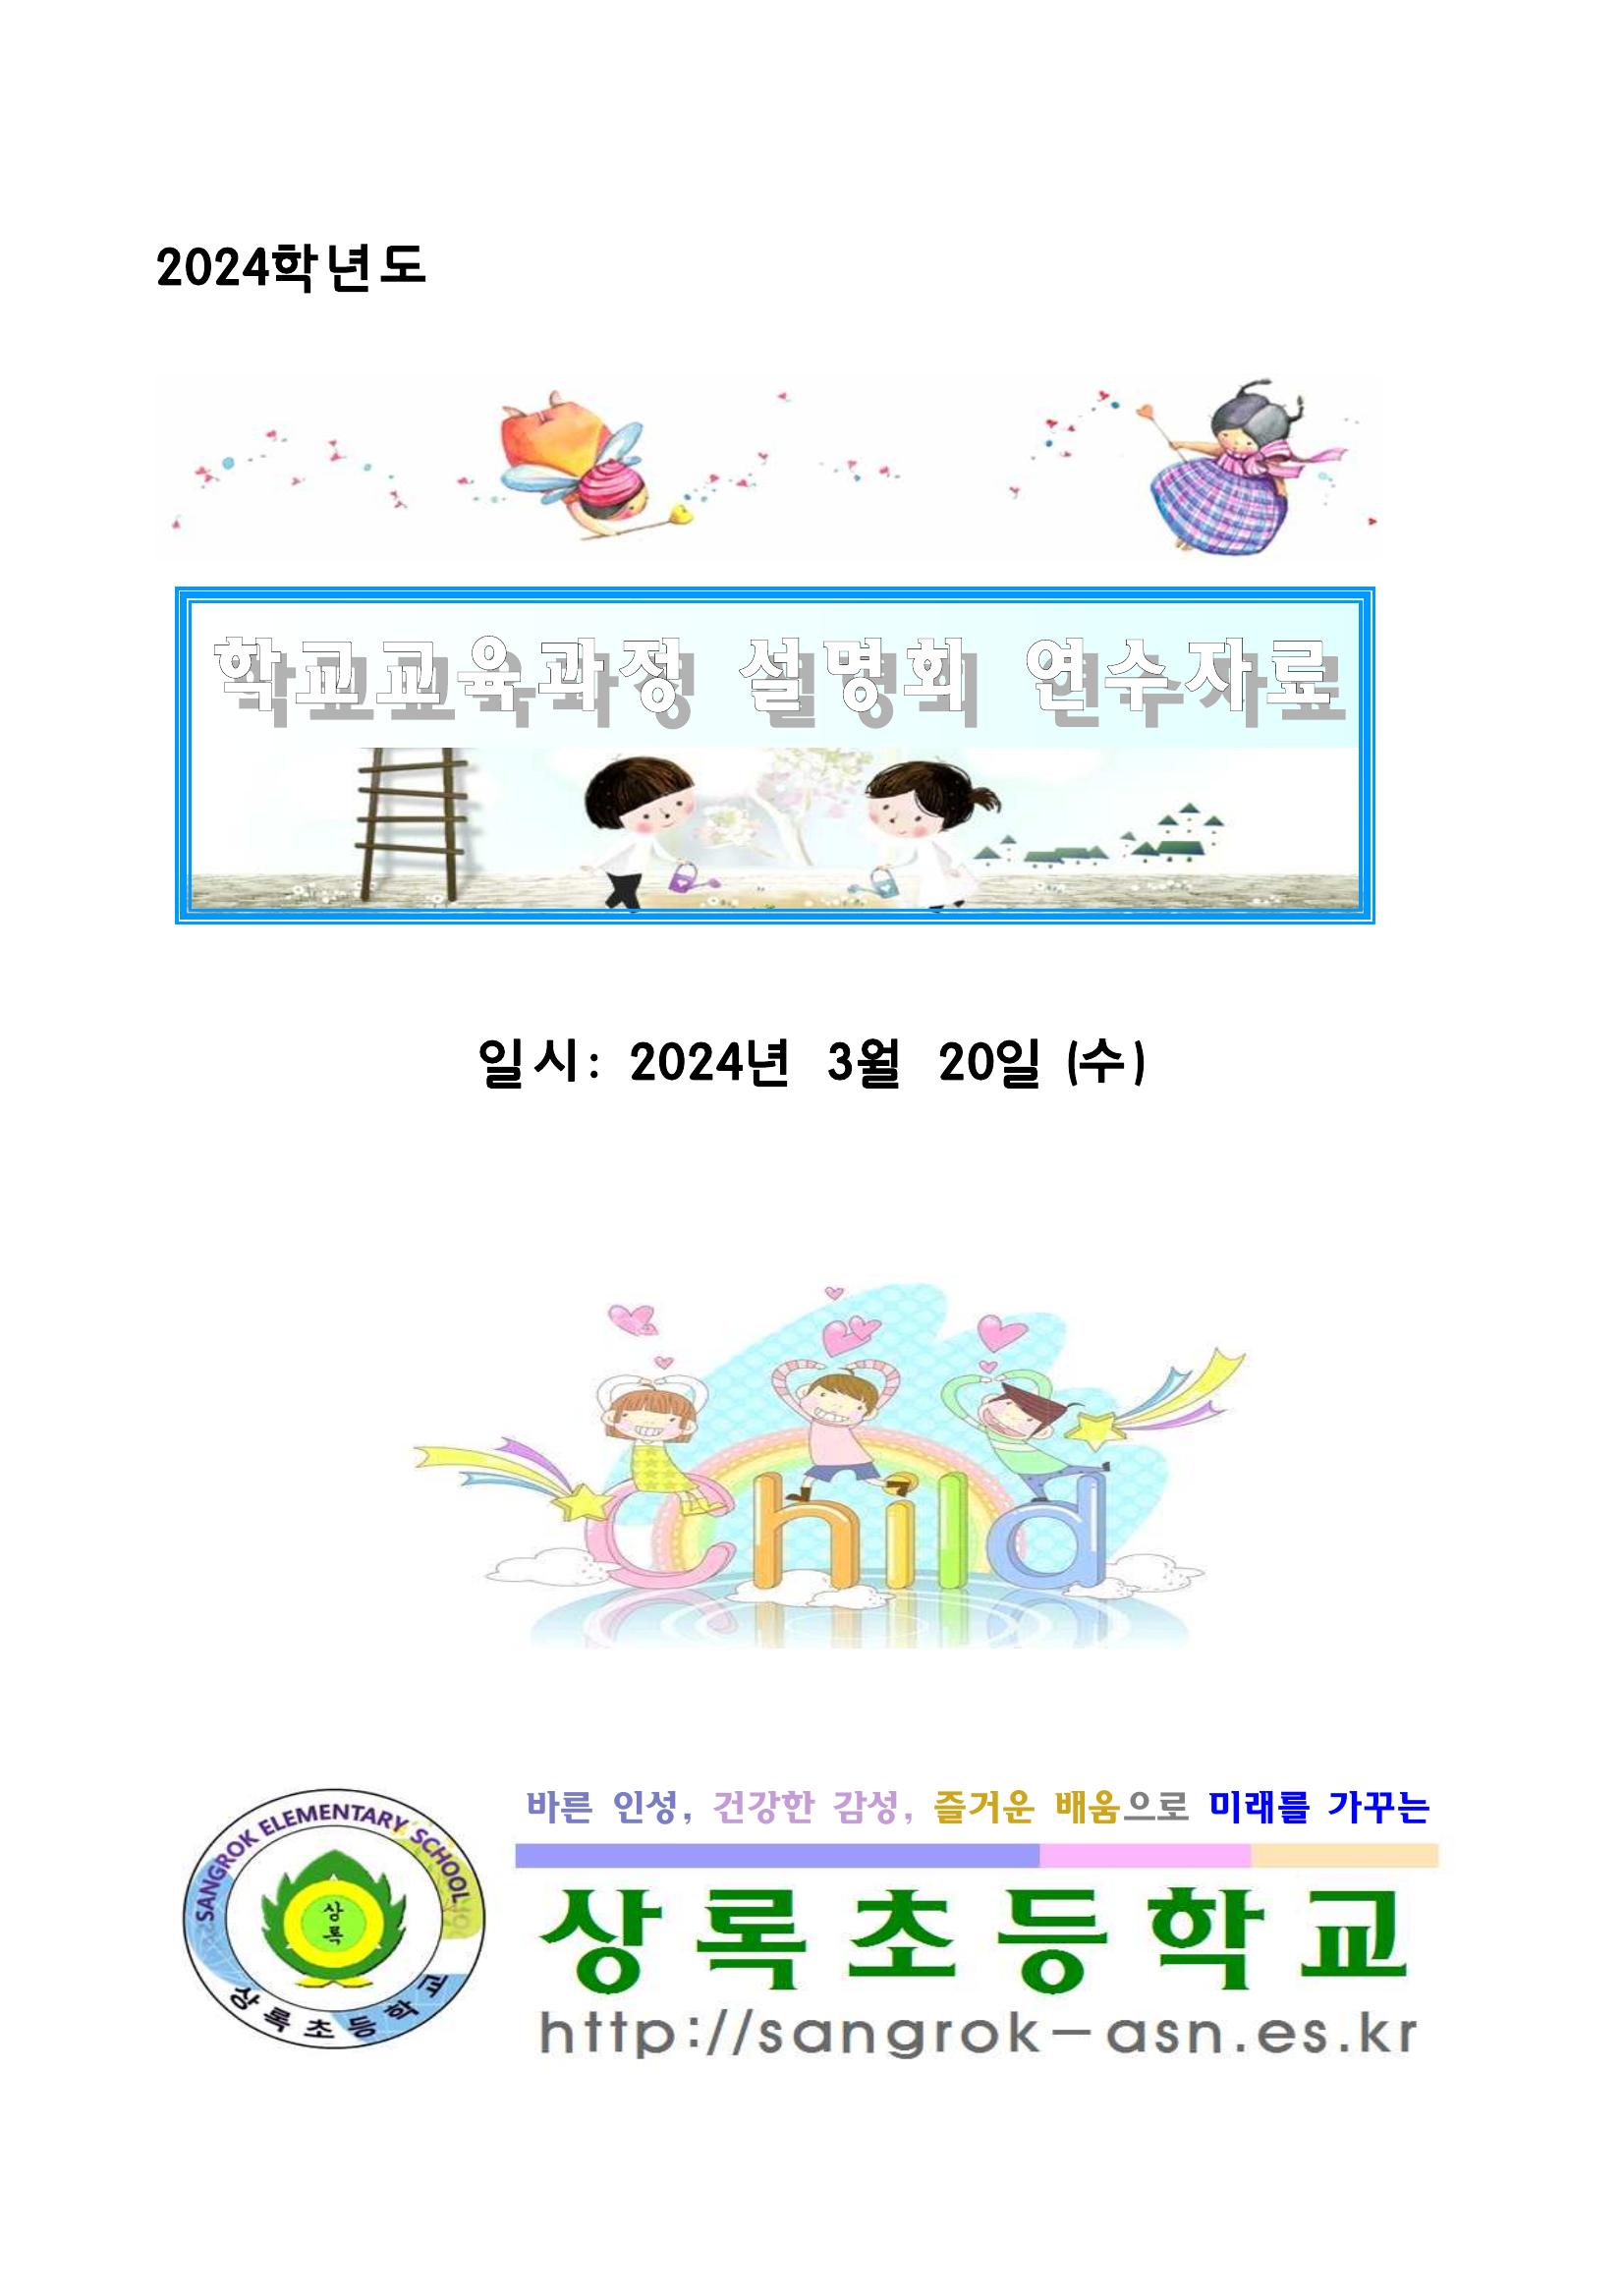 2024학년도
학교교육과정 설명회 연수자료
일시: 2024년 3월 20일 (수)
Child
바른 인성, 건강한 감성, 즐거운 배움으로 미래를 가꾸는
SANGROK ELEMENTARY SCHOOL
상록
상록초등학교
상록초등학교
http://sangrok-asn.es.kr